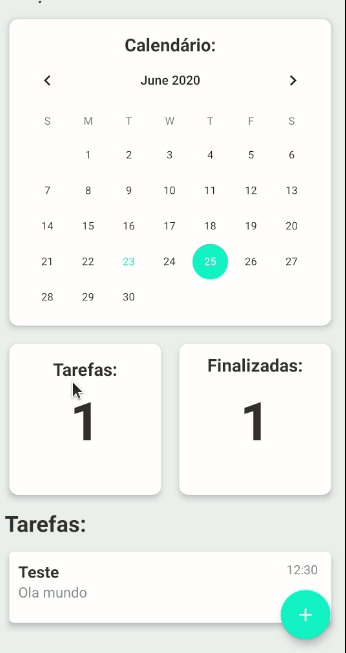 Calendário:
June 2020
S M T W T F S
1 2 3 4 5 6
7 8 9 10 11 12 13
14 15 16 17 18 19 20
21 22 23 24 25 26 27
28 29 30
Tarefas: Finalizadas:
1 1
Tarefas:
Teste 12:30
Ola mundo
+